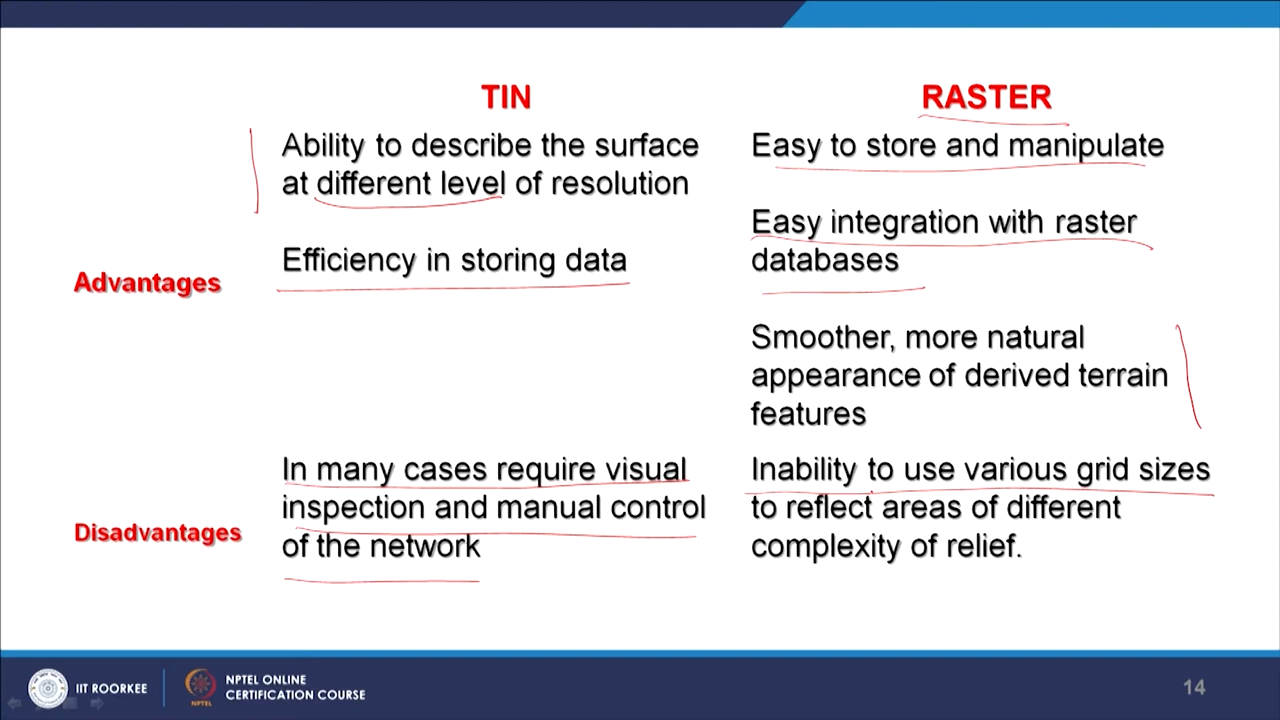 TIN
RASTER
Advantages
Ability to describe the surface
at different level of resolution
Efficiency in storing data
Easy to store and manipulate
Easy integration with raster
databases
Smoother, more natural
appearance of derived terrain
features
Disadvantages
In many cases require visual
inspection and manual control
of the network
Inability to use various grid sizes
to reflect areas of different
complexity of relief.
IIT ROORKEE
NPTEL ONLINE
CERTIFICATION COURSE
NPTEL
14